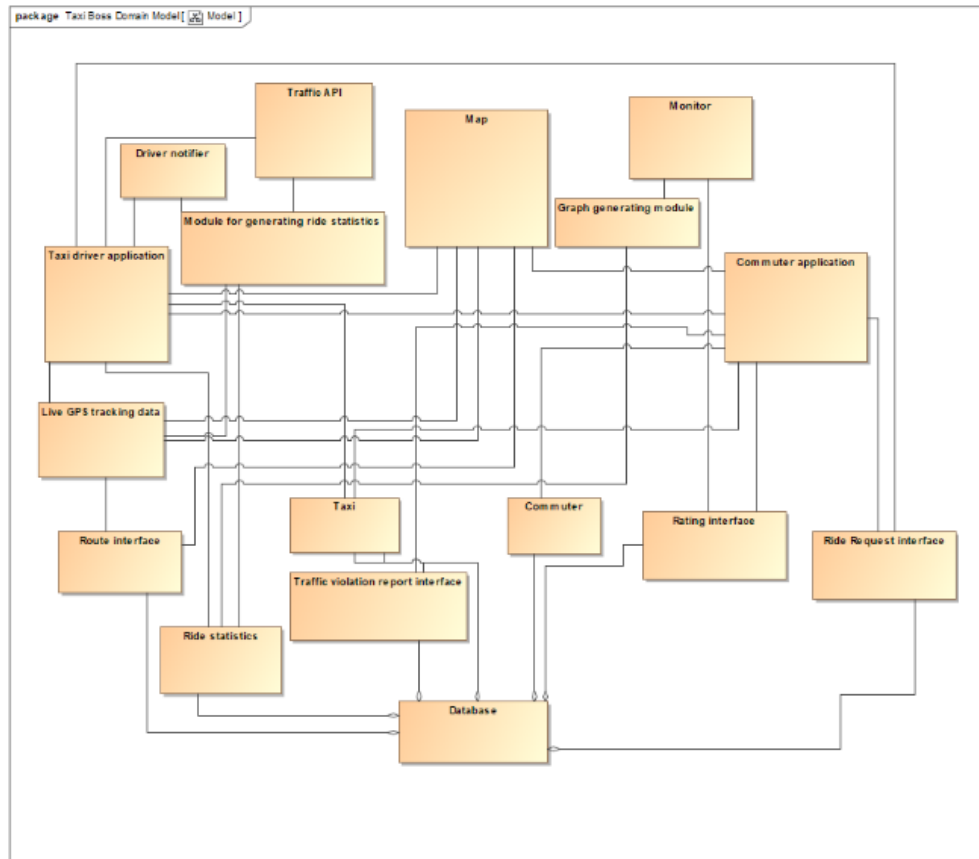 package Taxi Boss Domain Model[ Model ]
Traffic API
Map
Monitor
Driver notifier
Module for generating ride statistics
Graph generating module
Taxi driver application
Commuter application
Live GPS tracking data
Taxi
Commuter
Rating interface
Route interface
Ride Request interface
Traffic violation report interface
Ride statistics
Database